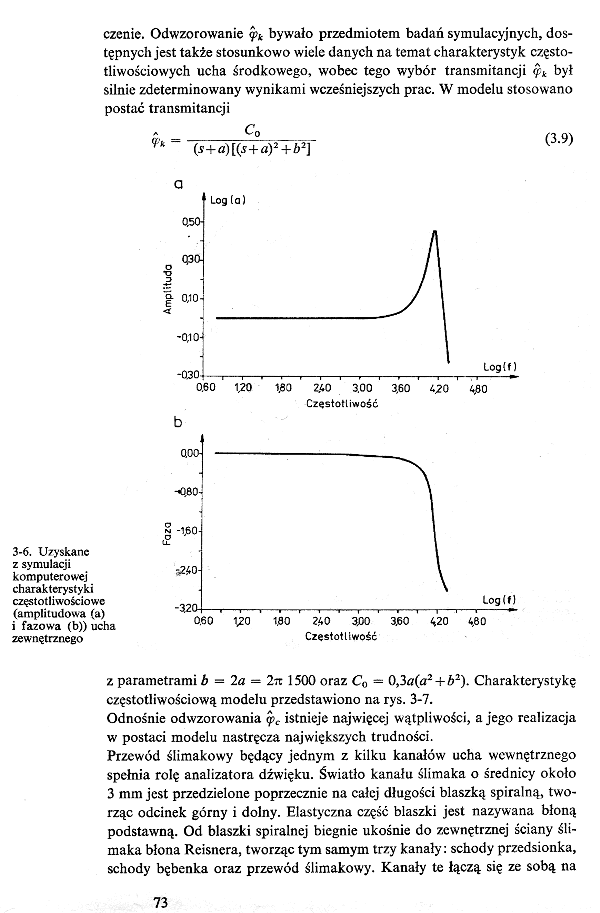 czenie. Odwzorowanie φ̂ₖ bywało przedmiotem badań symulacyjnych, dos-
tępnych jest także stosunkowo wiele danych na temat charakterystyk często-
tliwościowych ucha środkowego, wobec tego wybór transmitancji φ̂ₖ był
silnie zdeterminowany wynikami wcześniejszych prac. W modelu stosowano
postać transmitancji
φ̂ₖ = C₀ / (s+a)[(s+a)²+b²] (3.9)
a
Log(a)
0,50
0,30
0,10
-0,10
-0,30
Amplituda
Log(f)
0,60 1,20 1,80 2,40 3,00 3,60 4,20 4,80
Częstotliwość
b
0,00
-0,80
-1,60
-2,40
-3,20
Faza
Log(f)
0,60 1,20 1,80 2,40 3,00 3,60 4,20 4,80
Częstotliwość
3-6. Uzyskane
z symulacji
komputerowej
charakterystyki
częstotliwościowe
(amplitudowa (a)
i fazowa (b)) ucha
zewnętrznego
z parametrami b = 2a = 2π 1500 oraz C₀ = 0,3a(a²+b²). Charakterystykę
częstotliwościową modelu przedstawiono na rys. 3-7.
Odnośnie odwzorowania φ̂c istnieje najwięcej wątpliwości, a jego realizacja
w postaci modelu nastręcza największych trudności.
Przewód ślimakowy będący jednym z kilku kanałów ucha wewnętrznego
spełnia rolę analizatora dźwięku. Światło kanału ślimaka o średnicy około
3 mm jest przedzielone poprzecznie na całej długości blaszką spiralną, two-
rząc odcinek górny i dolny. Elastyczna część blaszki jest nazywana błoną
podstawną. Od blaszki spiralnej biegnie ukośnie do zewnętrznej ściany śli-
maka błona Reisnera, tworząc tym samym trzy kanały: schody przedsionka,
schody bębenka oraz przewód ślimakowy. Kanały te łączą się ze sobą na
73